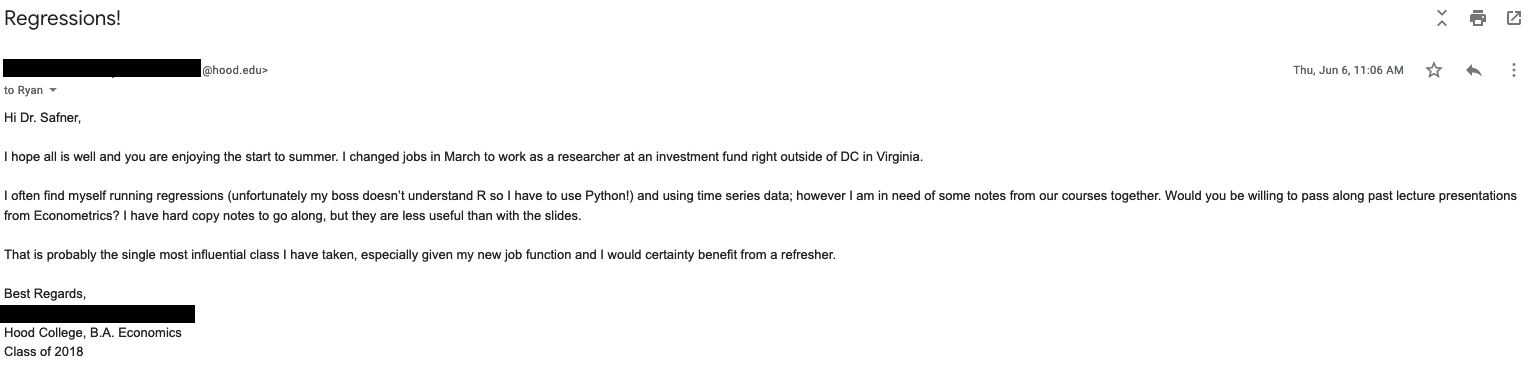 Regressions!
@hood.edu>
Thu, Jun 6, 11:06 AM
to Ryan
Hi Dr. Safner,
I hope all is well and you are enjoying the start to summer. I changed jobs in March to work as a researcher at an investment fund right outside of DC in Virginia.
I often find myself running regressions (unfortunately my boss doesn't understand R so I have to use Python!) and using time series data; however I am in need of some notes from our courses together. Would you be willing to pass along past lecture presentations
from Econometrics? I have hard copy notes to go along, but they are less useful than with the slides.
That is probably the single most influential class I have taken, especially given my new job function and I would certainty benefit from a refresher.
Best Regards,
Hood College, B.A. Economics
Class of 2018